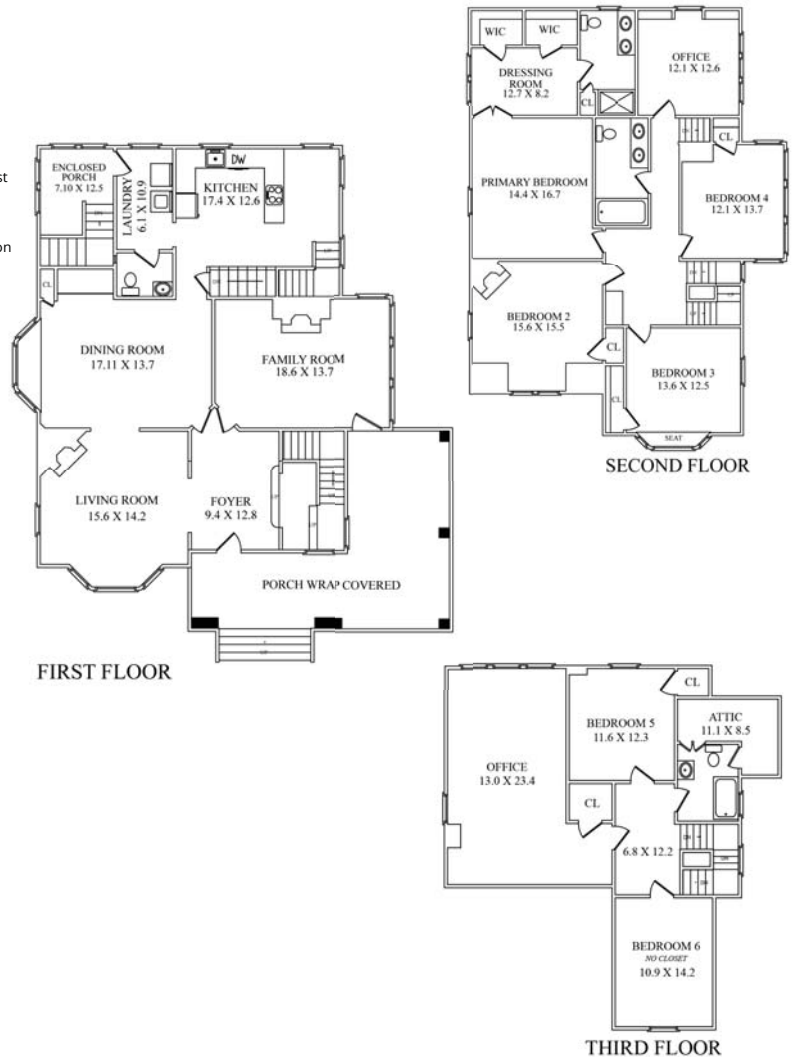 st
on
ENCLOSED
PORCH
7.10 X 12.5
LAUNDRY
6.1 X 10.9
DW
KITCHEN
17.4 X 12.6
CL
DINING ROOM
17.11 X 13.7
FAMILY ROOM
18.6 X 13.7
LIVING ROOM
15.6 X 14.2
FOYER
9.4 X 12.8
PORCH WRAP COVERED
FIRST FLOOR
WIC
WIC
DRESSING
ROOM
12.7 X 8.2
CL
OFFICE
12.1 X 12.6
CL
PRIMARY BEDROOM
14.4 X 16.7
BEDROOM 4
12.1 X 13.7
BEDROOM 2
15.6 X 15.5
CL
CL
BEDROOM 3
13.6 X 12.5
SEAT
SECOND FLOOR
OFFICE
13.0 X 23.4
BEDROOM 5
11.6 X 12.3
CL
ATTIC
11.1 X 8.5
CL
6.8 X 12.2
BEDROOM 6
NO CLOSET
10.9 X 14.2
THIRD FLOOR